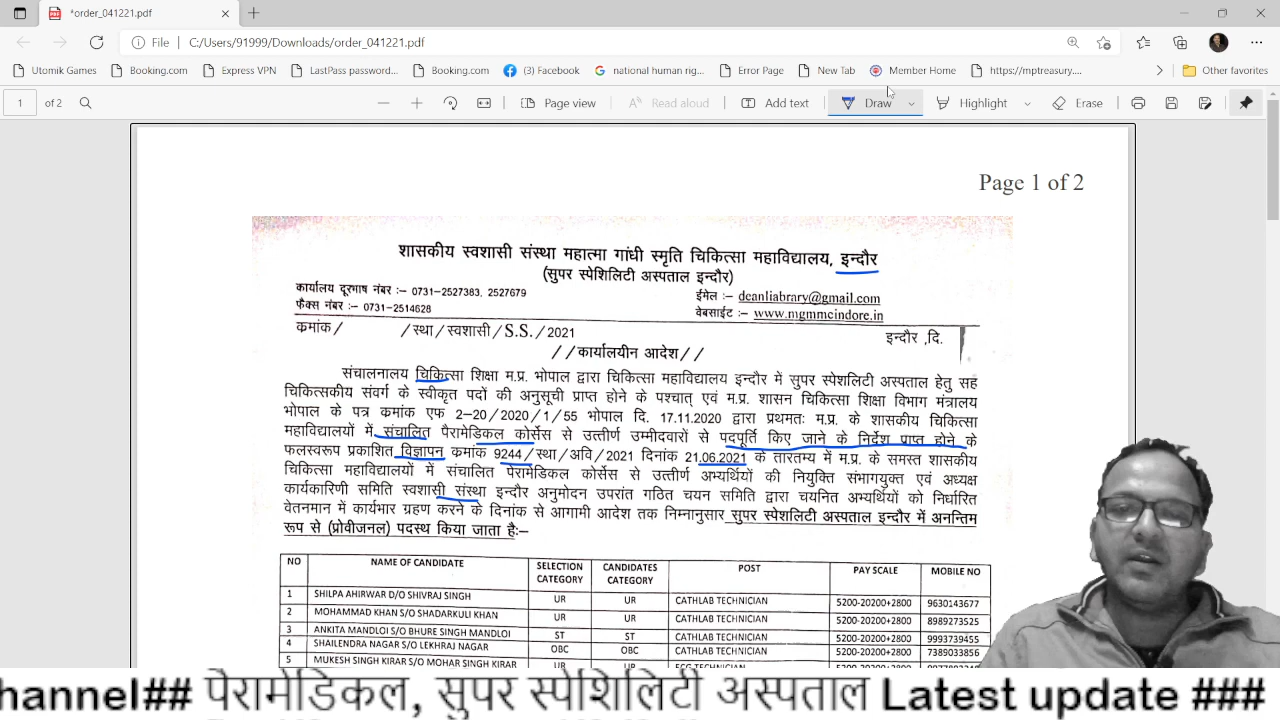 *order_041221.pdf
File C:/Users/91999/Downloads/order_041221.pdf
Utomik Games Booking.com Express VPN LastPass password... Booking.com (3) Facebook national human rig... Error Page New Tab Member Home https://mptreasury.... Other favorites
1 of 2 Page view Read aloud Add text Draw Highlight Erase
Page 1 of 2
शासकीय स्वशासी संस्था महात्मा गांधी स्मृति चिकित्सा महाविद्यालय, इन्दौर
(सुपर स्पेशिलिटी अस्पताल इन्दौर)
कार्यालय दूरभाष नंबर :- 0731-2527383, 2527679 ईमेल :- deanliabrary@gmail.com
फैक्स नंबर :- 0731-2514628 वेबसाईट :- www.mgmmcindore.in
क्रमांक/ /स्था/स्वशासी/S.S./2021 इन्दौर ,दि.
//कार्यालयीन आदेश//
संचालनालय चिकित्सा शिक्षा म.प्र. भोपाल द्वारा चिकित्सा महाविद्यालय इन्दौर में सुपर स्पेशलिटी अस्पताल हेतु सह
चिकित्सकीय संवर्ग के स्वीकृत पदों की अनुसूची प्राप्त होने के पश्चात् एवं म.प्र. शासन चिकित्सा शिक्षा विभाग मंत्रालय
भोपाल के पत्र क्रमांक एफ 2-20/2020/1/55 भोपाल दि. 17.11.2020 द्वारा प्रथमतः म.प्र. के शासकीय चिकित्सा
महाविद्यालयों में संचालित पैरामेडिकल कोर्सेस से उत्तीर्ण उम्मीदवारों से पदपूर्ति किए जाने के निर्देश प्राप्त होने के
फलस्वरूप प्रकाशित विज्ञापन कमांक 9244/स्था/अवि/2021 दिनांक 21.06.2021 के तारतम्य में म.प्र. के समस्त शासकीय
चिकित्सा महाविद्यालयों में संचालित पेरामेडिकल कोर्सेस से उत्तीर्ण अभ्यर्थियों की नियुक्ति संभागयुक्त एवं अध्यक्ष
कार्यकारिणी समिति स्वशासी संस्था इन्दौर अनुमोदन उपरांत गठित चयन समिति द्वारा चयनित अभ्यर्थियों को निर्धारित
वेतनमान में कार्यभार ग्रहण करने के दिनांक से आगामी आदेश तक निम्नानुसार सुपर स्पेशलिटी अस्पताल इन्दौर में अनन्तिम
रूप से (प्रोवीजनल) पदस्थ किया जाता है:-
NO NAME OF CANDIDATE SELECTION CATEGORY CANDIDATES CATEGORY POST PAY SCALE MOBILE NO
1 SHILPA AHIRWAR D/O SHIVRAJ SINGH UR UR CATHLAB TECHNICIAN 5200-20200+2800 9630143677
2 MOHAMMAD KHAN S/O SHADARKULI KHAN UR UR CATHLAB TECHNICIAN 5200-20200+2800 8989273525
3 ANKITA MANDLOI S/O BHURE SINGH MANDLOI ST ST CATHLAB TECHNICIAN 5200-20200+2800 9993739455
4 SHAILENDRA NAGAR S/O LEKHRAJ NAGAR OBC OBC CATHLAB TECHNICIAN 5200-20200+2800 7389033856
5 MUKESH SINGH KIRAR S/O MOHAR SINGH KIRAR UR UR ECG TECHNICIAN
hannel## पैरामेडिकल, सुपर स्पेशिलिटी अस्पताल Latest update ###